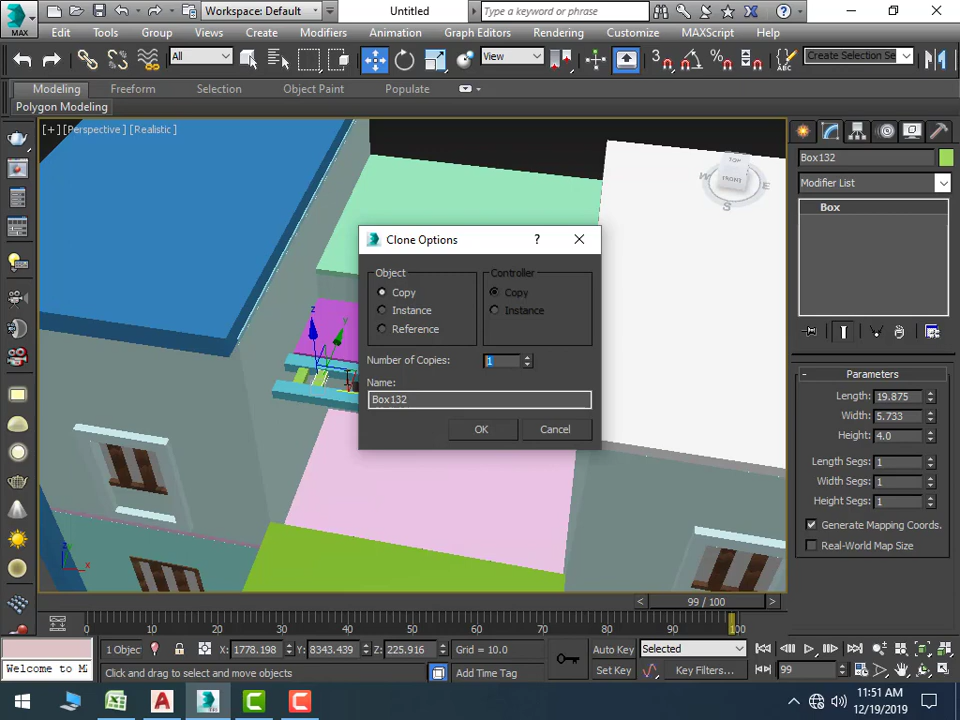 MAX
Workspace: Default
Untitled
Type a keyword or phrase
Edit Tools Group Views Create Modifiers Animation Graph Editors Rendering Customize MAXScript Help
All
View
3
Create Selection Se
Modeling Freeform Selection Object Paint Populate
Polygon Modeling
[+] [Perspective] [Realistic]
TOP
FRONT
W
E
S
Box132
Modifier List
Box
Clone Options
?
Object
Copy
Instance
Reference
Controller
Copy
Instance
Number of Copies:
1
Name:
Box132
OK
Cancel
z
y
Parameters
Length: 19.875
Width: 5.733
Height: 4.0
Length Segs: 1
Width Segs: 1
Height Segs: 1
Generate Mapping Coords.
Real-World Map Size
z
x
99 / 100
0 10 20 30 40 50 60 70 80 90 100
1 Objec
X: 1778.198
Y: 8343.439
Z: 225.916
Grid = 10.0
Auto Key
Selected
Welcome to M
Click and drag to select and move objects
Add Time Tag
Set Key
Key Filters...
99
11:51 AM
12/19/2019